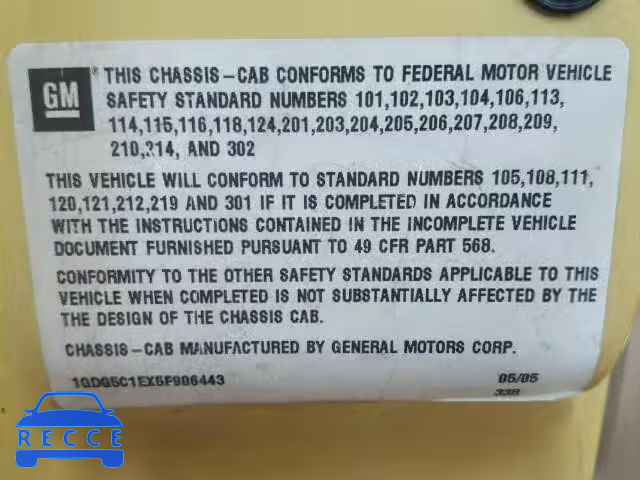 GM
® THIS CHASSIS-CAB CONFORMS TO FEDERAL MOTOR VEHICLE
SAFETY STANDARD NUMBERS 101,102,103,104,106,113,
114,115,116,118,124,201,203,204,205,206,207,208,209,
210,214, AND 302
THIS VEHICLE WILL CONFORM TO STANDARD NUMBERS 105,108,111,
120,121,212,219 AND 301 IF IT IS COMPLETED IN ACCORDANCE
WITH THE INSTRUCTIONS CONTAINED IN THE INCOMPLETE VEHICLE
DOCUMENT FURNISHED PURSUANT TO 49 CFR PART 568.
CONFORMITY TO THE OTHER SAFETY STANDARDS APPLICABLE TO THIS
VEHICLE WHEN COMPLETED IS NOT SUBSTANTIALLY AFFECTED BY THE
THE DESIGN OF THE CHASSIS CAB.
CHASSIS-CAB MANUFACTURED BY GENERAL MOTORS CORP.
1GDG5C1EX5F906443 05/05
338
RECCE